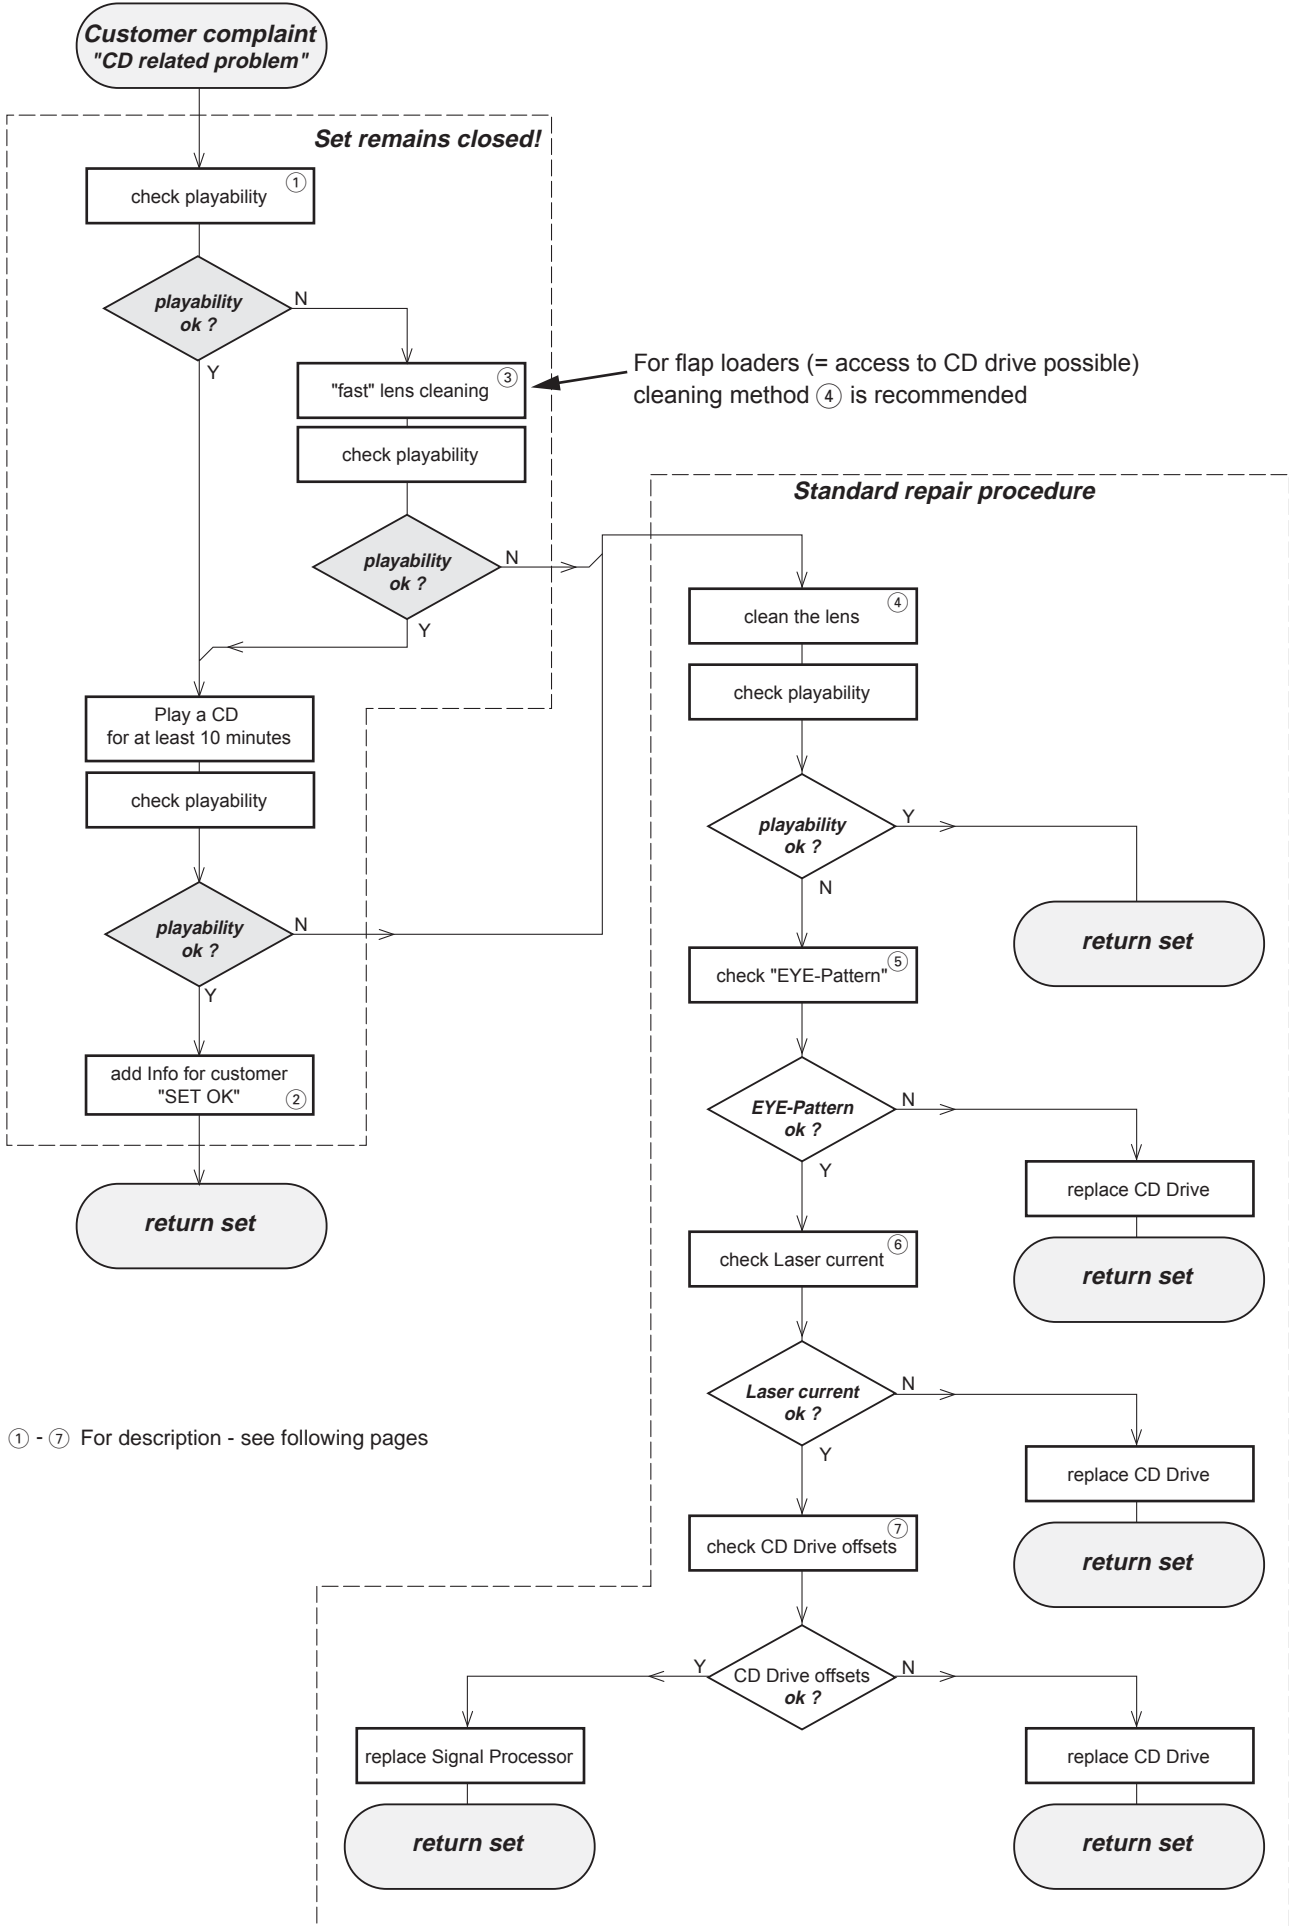 Customer complaint
"CD related problem"
Set remains closed!
check playability ①
playability
ok ?
N
Y
"fast" lens cleaning ③
For flap loaders (= access to CD drive possible)
cleaning method ④ is recommended
check playability
playability
ok ?
N
Y
Play a CD
for at least 10 minutes
check playability
playability
ok ?
N
Y
add Info for customer
"SET OK" ②
return set
Standard repair procedure
clean the lens ④
check playability
playability
ok ?
Y
N
return set
check "EYE-Pattern" ⑤
EYE-Pattern
ok ?
N
Y
replace CD Drive
return set
check Laser current ⑥
Laser current
ok ?
N
Y
replace CD Drive
return set
① - ⑦ For description - see following pages
check CD Drive offsets ⑦
CD Drive offsets
ok ?
Y
N
replace Signal Processor
return set
replace CD Drive
return set